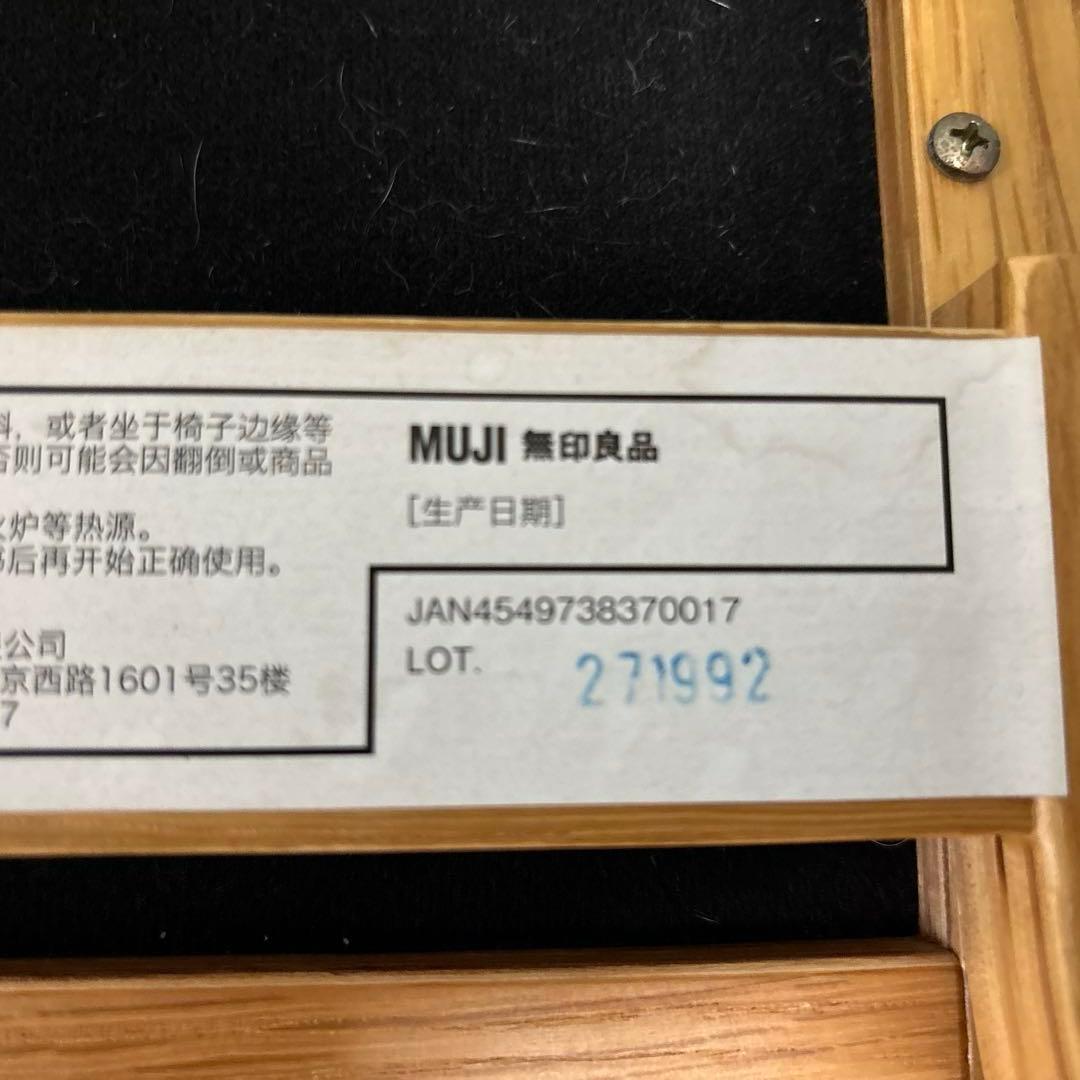 或者坐于椅子边缘等
否则可能会因翻倒或商品
炉等热源。
后再开始正确使用。
公司
京西路1601号35楼
7
MUJI 無印良品
[生产日期]
JAN4549738370017
LOT. 271992